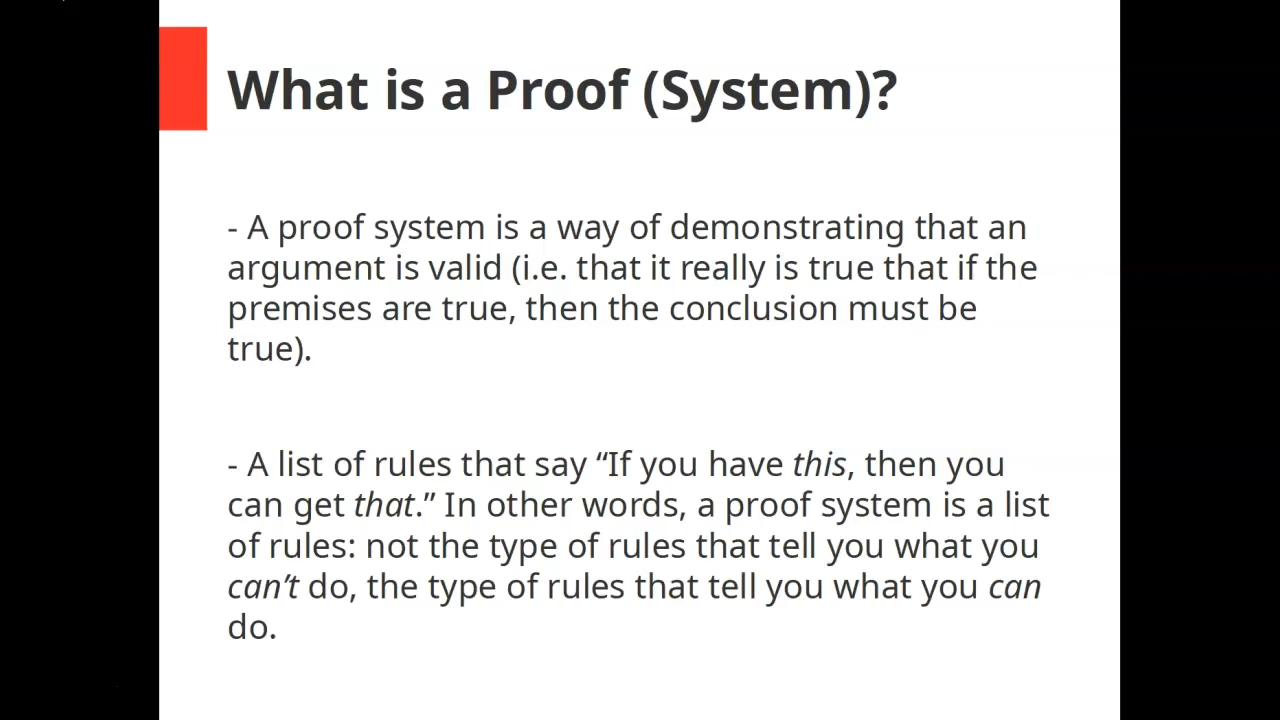 What is a Proof (System)?
- A proof system is a way of demonstrating that an
argument is valid (i.e. that it really is true that if the
premises are true, then the conclusion must be
true).
- A list of rules that say “If you have this, then you
can get that.” In other words, a proof system is a list
of rules: not the type of rules that tell you what you
can’t do, the type of rules that tell you what you can
do.